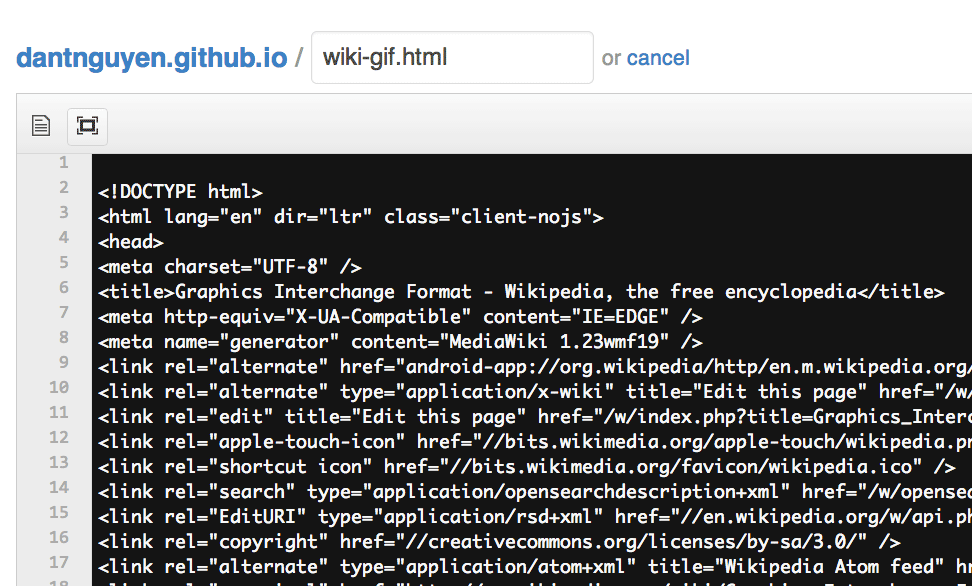 dantnguyen.github.io / wiki-gif.html or cancel
1
2 <!DOCTYPE html>
3 <html lang="en" dir="ltr" class="client-nojs">
4 <head>
5 <meta charset="UTF-8" />
6 <title>Graphics Interchange Format - Wikipedia, the free encyclopedia</title>
7 <meta http-equiv="X-UA-Compatible" content="IE=EDGE" />
8 <meta name="generator" content="MediaWiki 1.23wmf19" />
9 <link rel="alternate" href="android-app://org.wikipedia/http/en.m.wikipedia.org/
10 <link rel="alternate" type="application/x-wiki" title="Edit this page" href="/w/
11 <link rel="edit" title="Edit this page" href="/w/index.php?title=Graphics_Interc
12 <link rel="apple-touch-icon" href="//bits.wikimedia.org/apple-touch/wikipedia.pn
13 <link rel="shortcut icon" href="//bits.wikimedia.org/favicon/wikipedia.ico" />
14 <link rel="search" type="application/opensearchdescription+xml" href="/w/opensea
15 <link rel="EditURI" type="application/rsd+xml" href="//en.wikipedia.org/w/api.ph
16 <link rel="copyright" href="//creativecommons.org/licenses/by-sa/3.0/" />
17 <link rel="alternate" type="application/atom+xml" title="Wikipedia Atom feed" hr
18